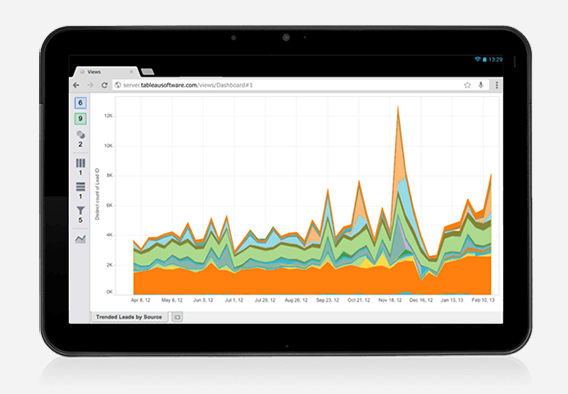 13:29
Views
server.tableausoftware.com/views/Dashboard#1
6
9
2
1
1
5
Distinct count of Lead ID
12K
10K
8K
6K
4K
2K
0K
Apr 8, 12
May 6, 12
Jun 3, 12
Jul 1, 12
Jul 29, 12
Aug 26, 12
Sep 23, 12
Oct 21, 12
Nov 18, 12
Dec 16, 12
Jan 13, 13
Feb 10, 13
Trended Leads by Source